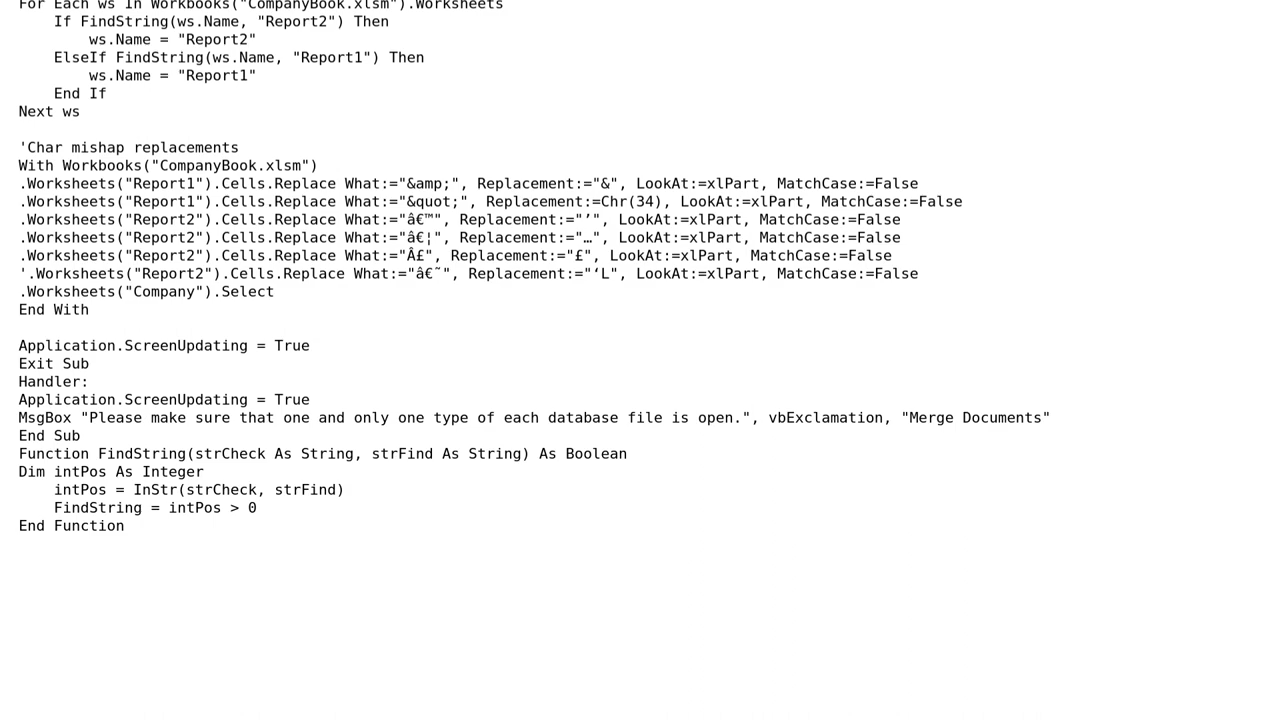 For Each ws In Workbooks("CompanyBook.xlsm").Worksheets
    If FindString(ws.Name, "Report2") Then
        ws.Name = "Report2"
    ElseIf FindString(ws.Name, "Report1") Then
        ws.Name = "Report1"
    End If
Next ws

'Char mishap replacements
With Workbooks("CompanyBook.xlsm")
.Worksheets("Report1").Cells.Replace What:="&amp;", Replacement:="&", LookAt:=xlPart, MatchCase:=False
.Worksheets("Report1").Cells.Replace What:="&quot;", Replacement:=Chr(34), LookAt:=xlPart, MatchCase:=False
.Worksheets("Report2").Cells.Replace What:="â€™", Replacement:="’", LookAt:=xlPart, MatchCase:=False
.Worksheets("Report2").Cells.Replace What:="â€¦", Replacement:="…", LookAt:=xlPart, MatchCase:=False
.Worksheets("Report2").Cells.Replace What:="Â£", Replacement:="£", LookAt:=xlPart, MatchCase:=False
'.Worksheets("Report2").Cells.Replace What:="â€˜", Replacement:="‘L", LookAt:=xlPart, MatchCase:=False
.Worksheets("Company").Select
End With

Application.ScreenUpdating = True
Exit Sub
Handler:
Application.ScreenUpdating = True
MsgBox "Please make sure that one and only one type of each database file is open.", vbExclamation, "Merge Documents"
End Sub
Function FindString(strCheck As String, strFind As String) As Boolean
Dim intPos As Integer
    intPos = InStr(strCheck, strFind)
    FindString = intPos > 0
End Function